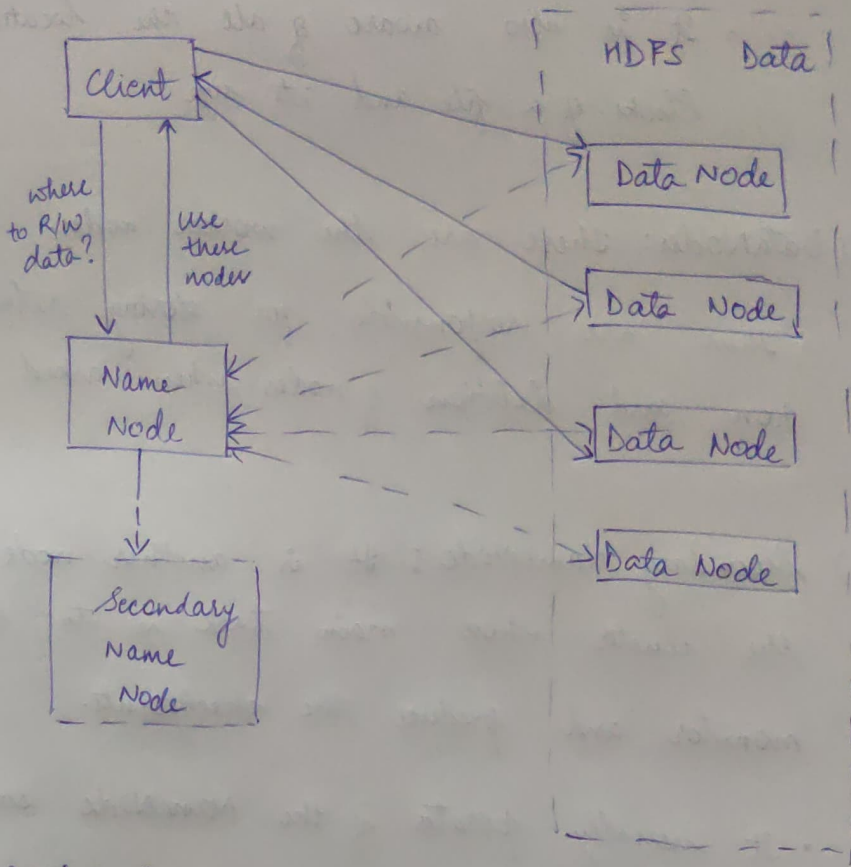 HDFS Data
Client
Data Node
where
to R/W
data?
use
these
nodes
Data Node
Name
Node
Data Node
Data Node
Secondary
Name
Node